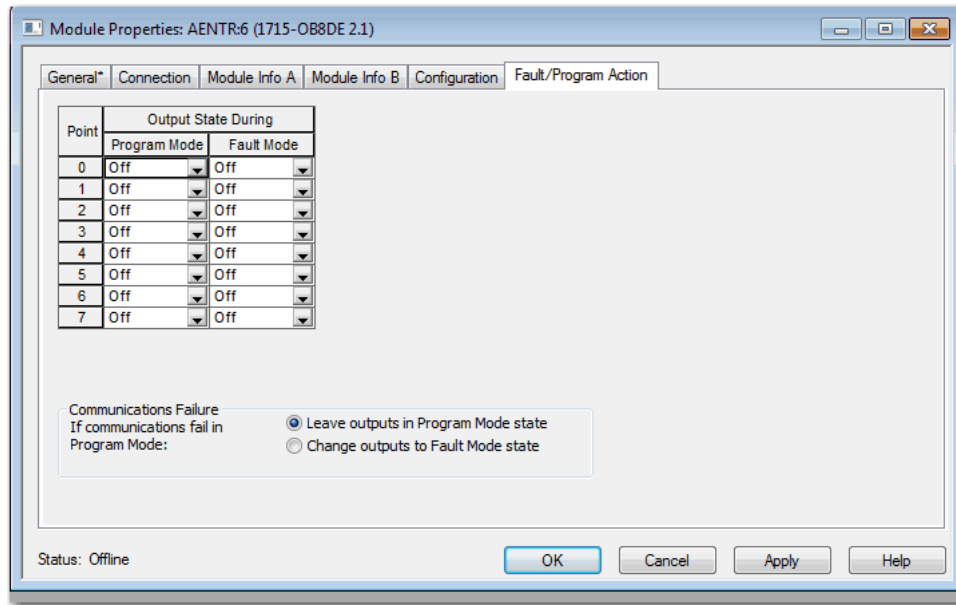 Module Properties: AENTR:6 (1715-OB8DE 2.1)
General* Connection Module Info A Module Info B Configuration Fault/Program Action
Point Output State During
Program Mode Fault Mode
0 Off Off
1 Off Off
2 Off Off
3 Off Off
4 Off Off
5 Off Off
6 Off Off
7 Off Off
Communications Failure
If communications fail in
Program Mode:
Leave outputs in Program Mode state
Change outputs to Fault Mode state
Status: Offline
OK Cancel Apply Help